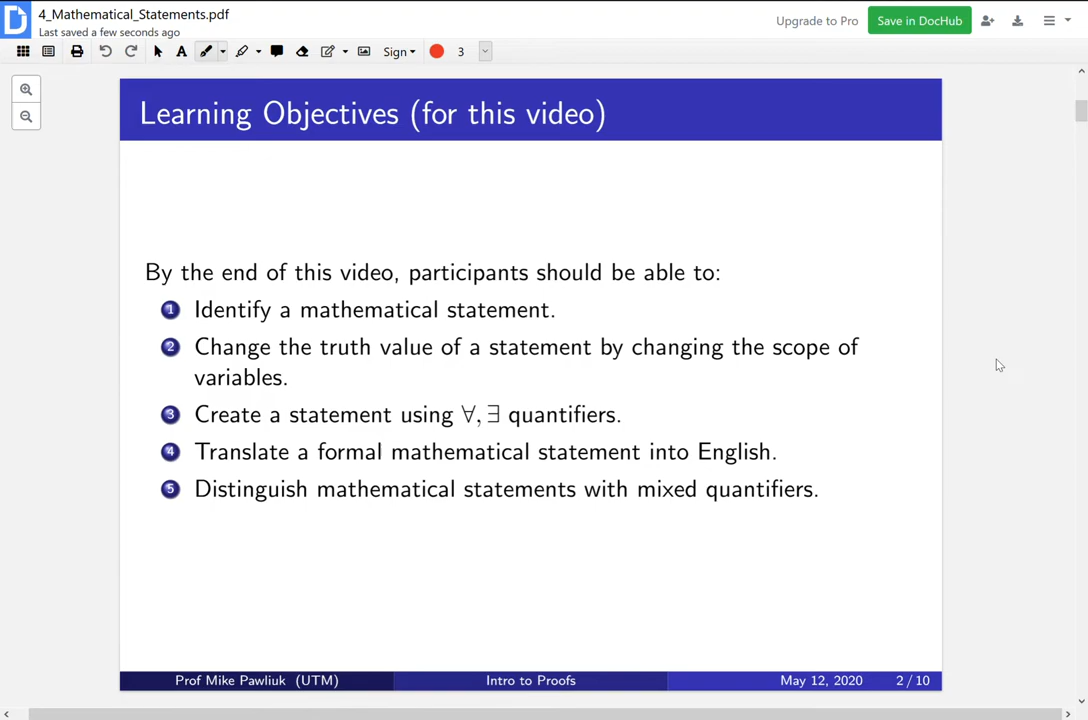 4_Mathematical_Statements.pdf
Last saved a few seconds ago
Upgrade to Pro
Save in DocHub
Sign
3
Learning Objectives (for this video)
By the end of this video, participants should be able to:
1 Identify a mathematical statement.
2 Change the truth value of a statement by changing the scope of
variables.
3 Create a statement using ∀, ∃ quantifiers.
4 Translate a formal mathematical statement into English.
5 Distinguish mathematical statements with mixed quantifiers.
Prof Mike Pawliuk (UTM)
Intro to Proofs
May 12, 2020
2 / 10